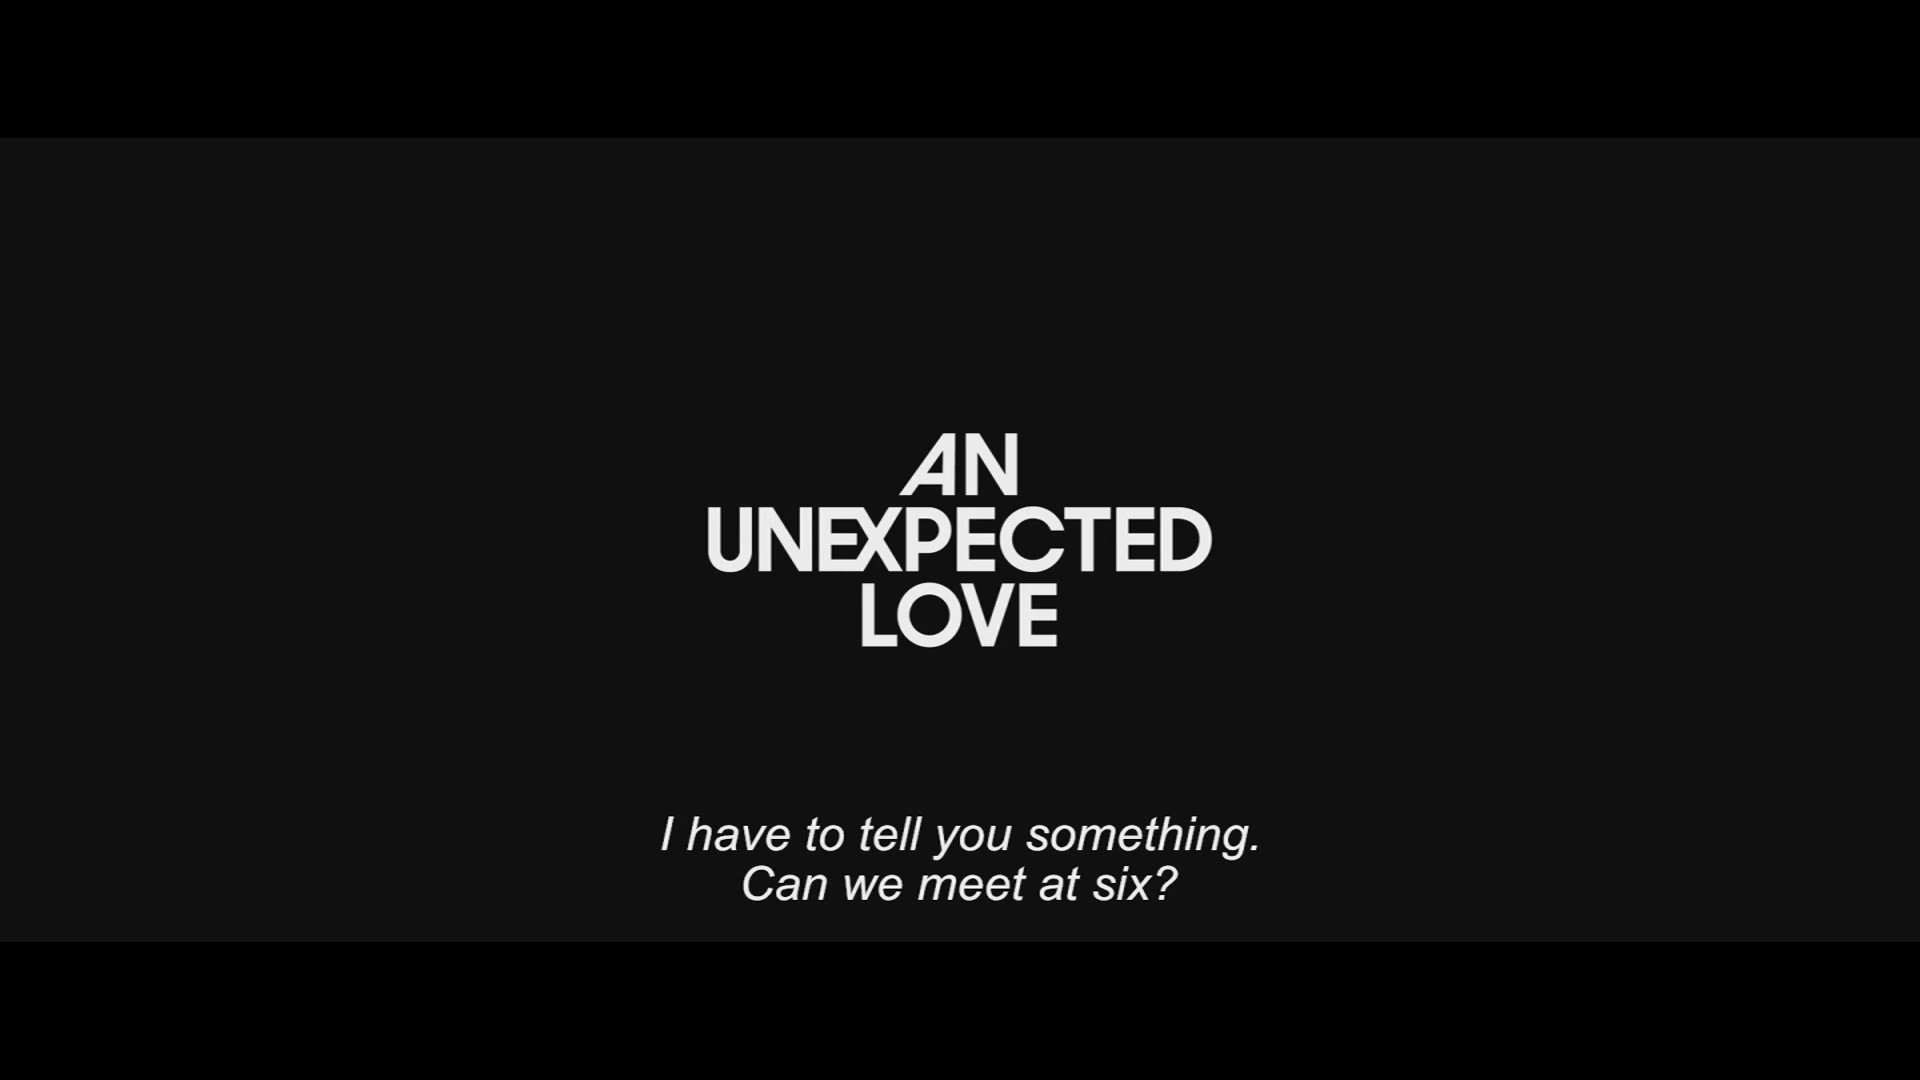 AN
UNEXPECTED
LOVE
I have to tell you something.
Can we meet at six?